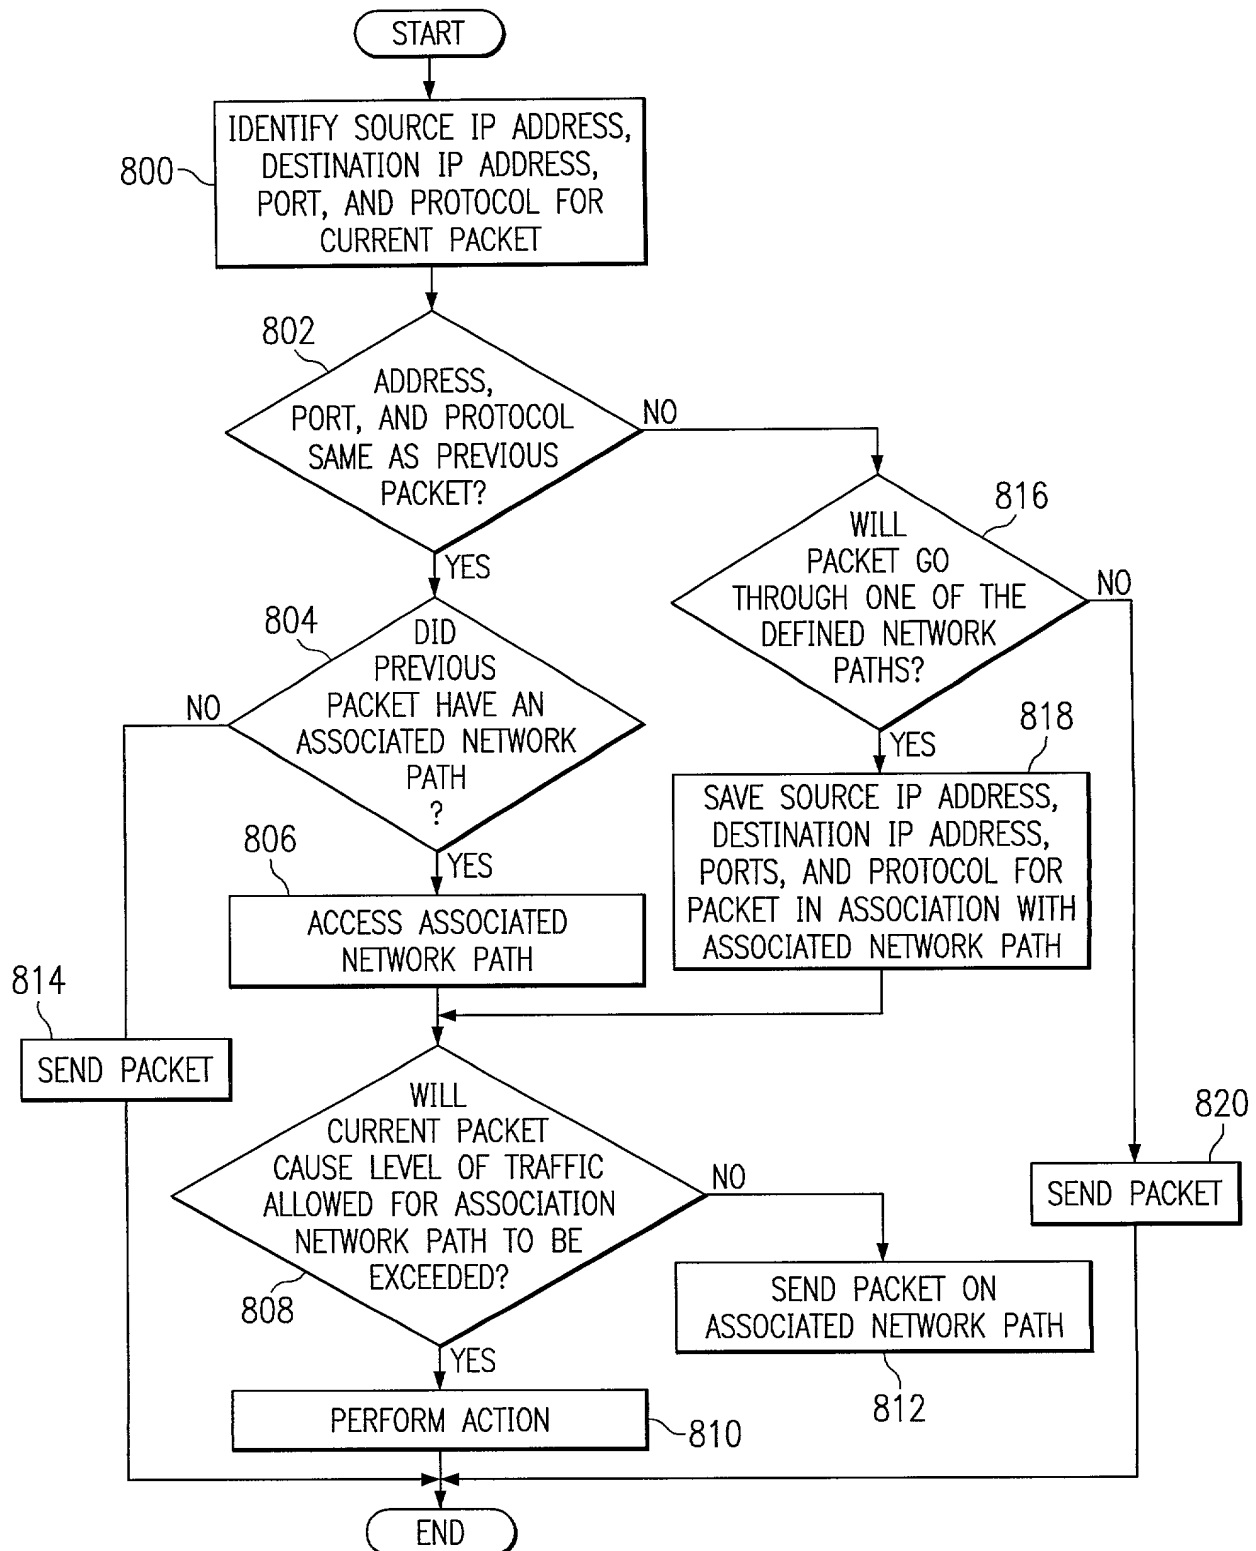 START
800
IDENTIFY SOURCE IP ADDRESS,
DESTINATION IP ADDRESS,
PORT, AND PROTOCOL FOR
CURRENT PACKET
802
ADDRESS,
PORT, AND PROTOCOL
SAME AS PREVIOUS
PACKET?
NO
YES
816
WILL
PACKET GO
THROUGH ONE OF THE
DEFINED NETWORK
PATHS?
NO
YES
804
DID
PREVIOUS
PACKET HAVE AN
ASSOCIATED NETWORK
PATH
?
NO
YES
818
SAVE SOURCE IP ADDRESS,
DESTINATION IP ADDRESS,
PORTS, AND PROTOCOL FOR
PACKET IN ASSOCIATION WITH
ASSOCIATED NETWORK PATH
806
ACCESS ASSOCIATED
NETWORK PATH
814
SEND PACKET
WILL
CURRENT PACKET
CAUSE LEVEL OF TRAFFIC
ALLOWED FOR ASSOCIATION
NETWORK PATH TO BE
EXCEEDED?
808
NO
YES
820
SEND PACKET
SEND PACKET ON
ASSOCIATED NETWORK PATH
812
PERFORM ACTION
810
END